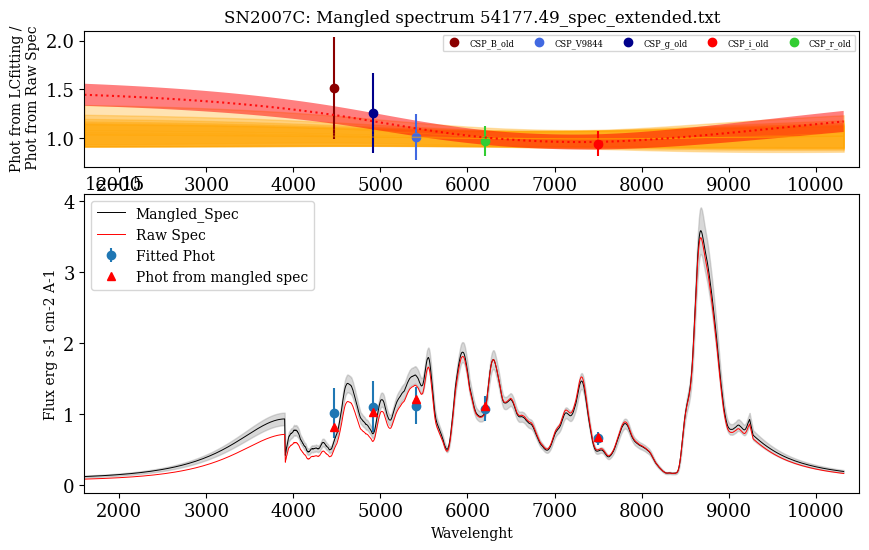 SN2007C: Mangled spectrum 54177.49_spec_extended.txt
Phot from LCfitting /
Phot from Raw Spec
2.0
1.5
1.0
CSP_B_old
CSP_V9844
CSP_g_old
CSP_i_old
CSP_r_old
2000 3000 4000 5000 6000 7000 8000 9000 10000
1e−15
Flux erg s-1 cm-2 A-1
4
3
2
1
0
Mangled_Spec
Raw Spec
Fitted Phot
Phot from mangled spec
2000 3000 4000 5000 6000 7000 8000 9000 10000
Wavelenght